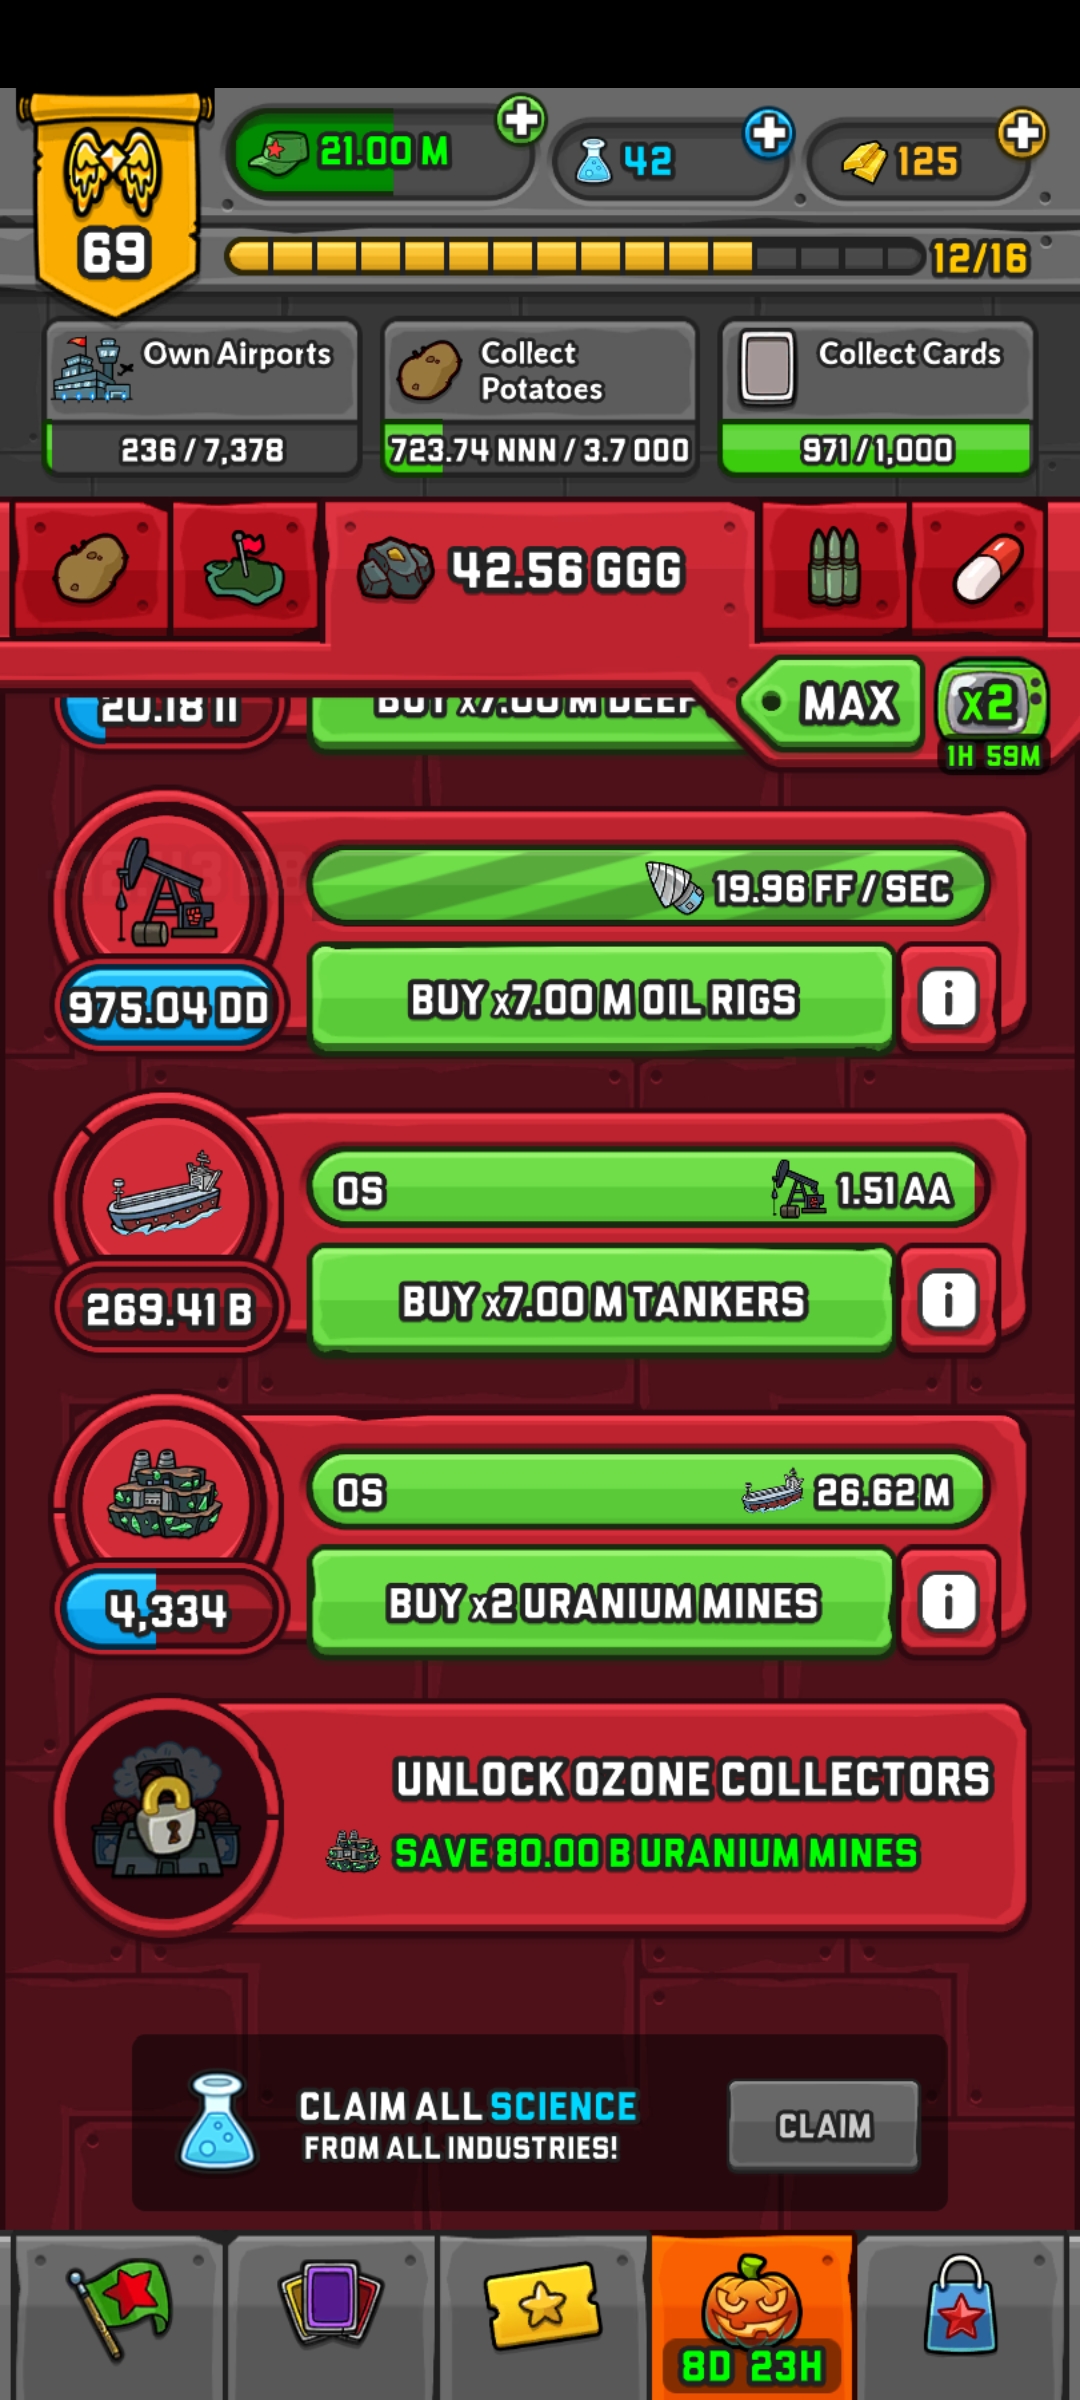 21.00 M
42
125
69
12/16
Own Airports
236 / 7,378
Collect
Potatoes
723.74 NNN / 3.7 OOO
Collect Cards
971 / 1,000
42.56 GGG
MAX
x2
1H 59M
20.18 II
BUY x7.00 M DEEP
19.96 FF / SEC
975.04 DD
BUY x7.00 M OIL RIGS
i
0S
1.51 AA
269.41 B
BUY x7.00 M TANKERS
i
0S
26.62 M
4,334
BUY x2 URANIUM MINES
i
UNLOCK OZONE COLLECTORS
SAVE 80.00 B URANIUM MINES
CLAIM ALL SCIENCE
FROM ALL INDUSTRIES!
CLAIM
8D 23H